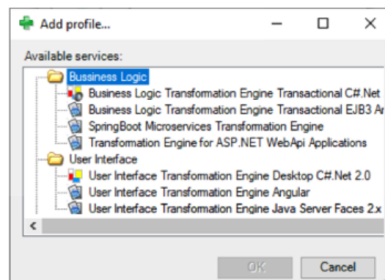 Add profile...
Available services:
Bussiness Logic
Business Logic Transformation Engine Transactional C#.Net
Business Logic Transformation Engine Transactional EJB3 Ar
SpringBoot Microservices Transformation Engine
Transformation Engine for ASP.NET WebApi Applications
User Interface
User Interface Transformation Engine Desktop C#.Net 2.0
User Interface Transformation Engine Angular
User Interface Transformation Engine Java Server Faces 2.x
OK
Cancel